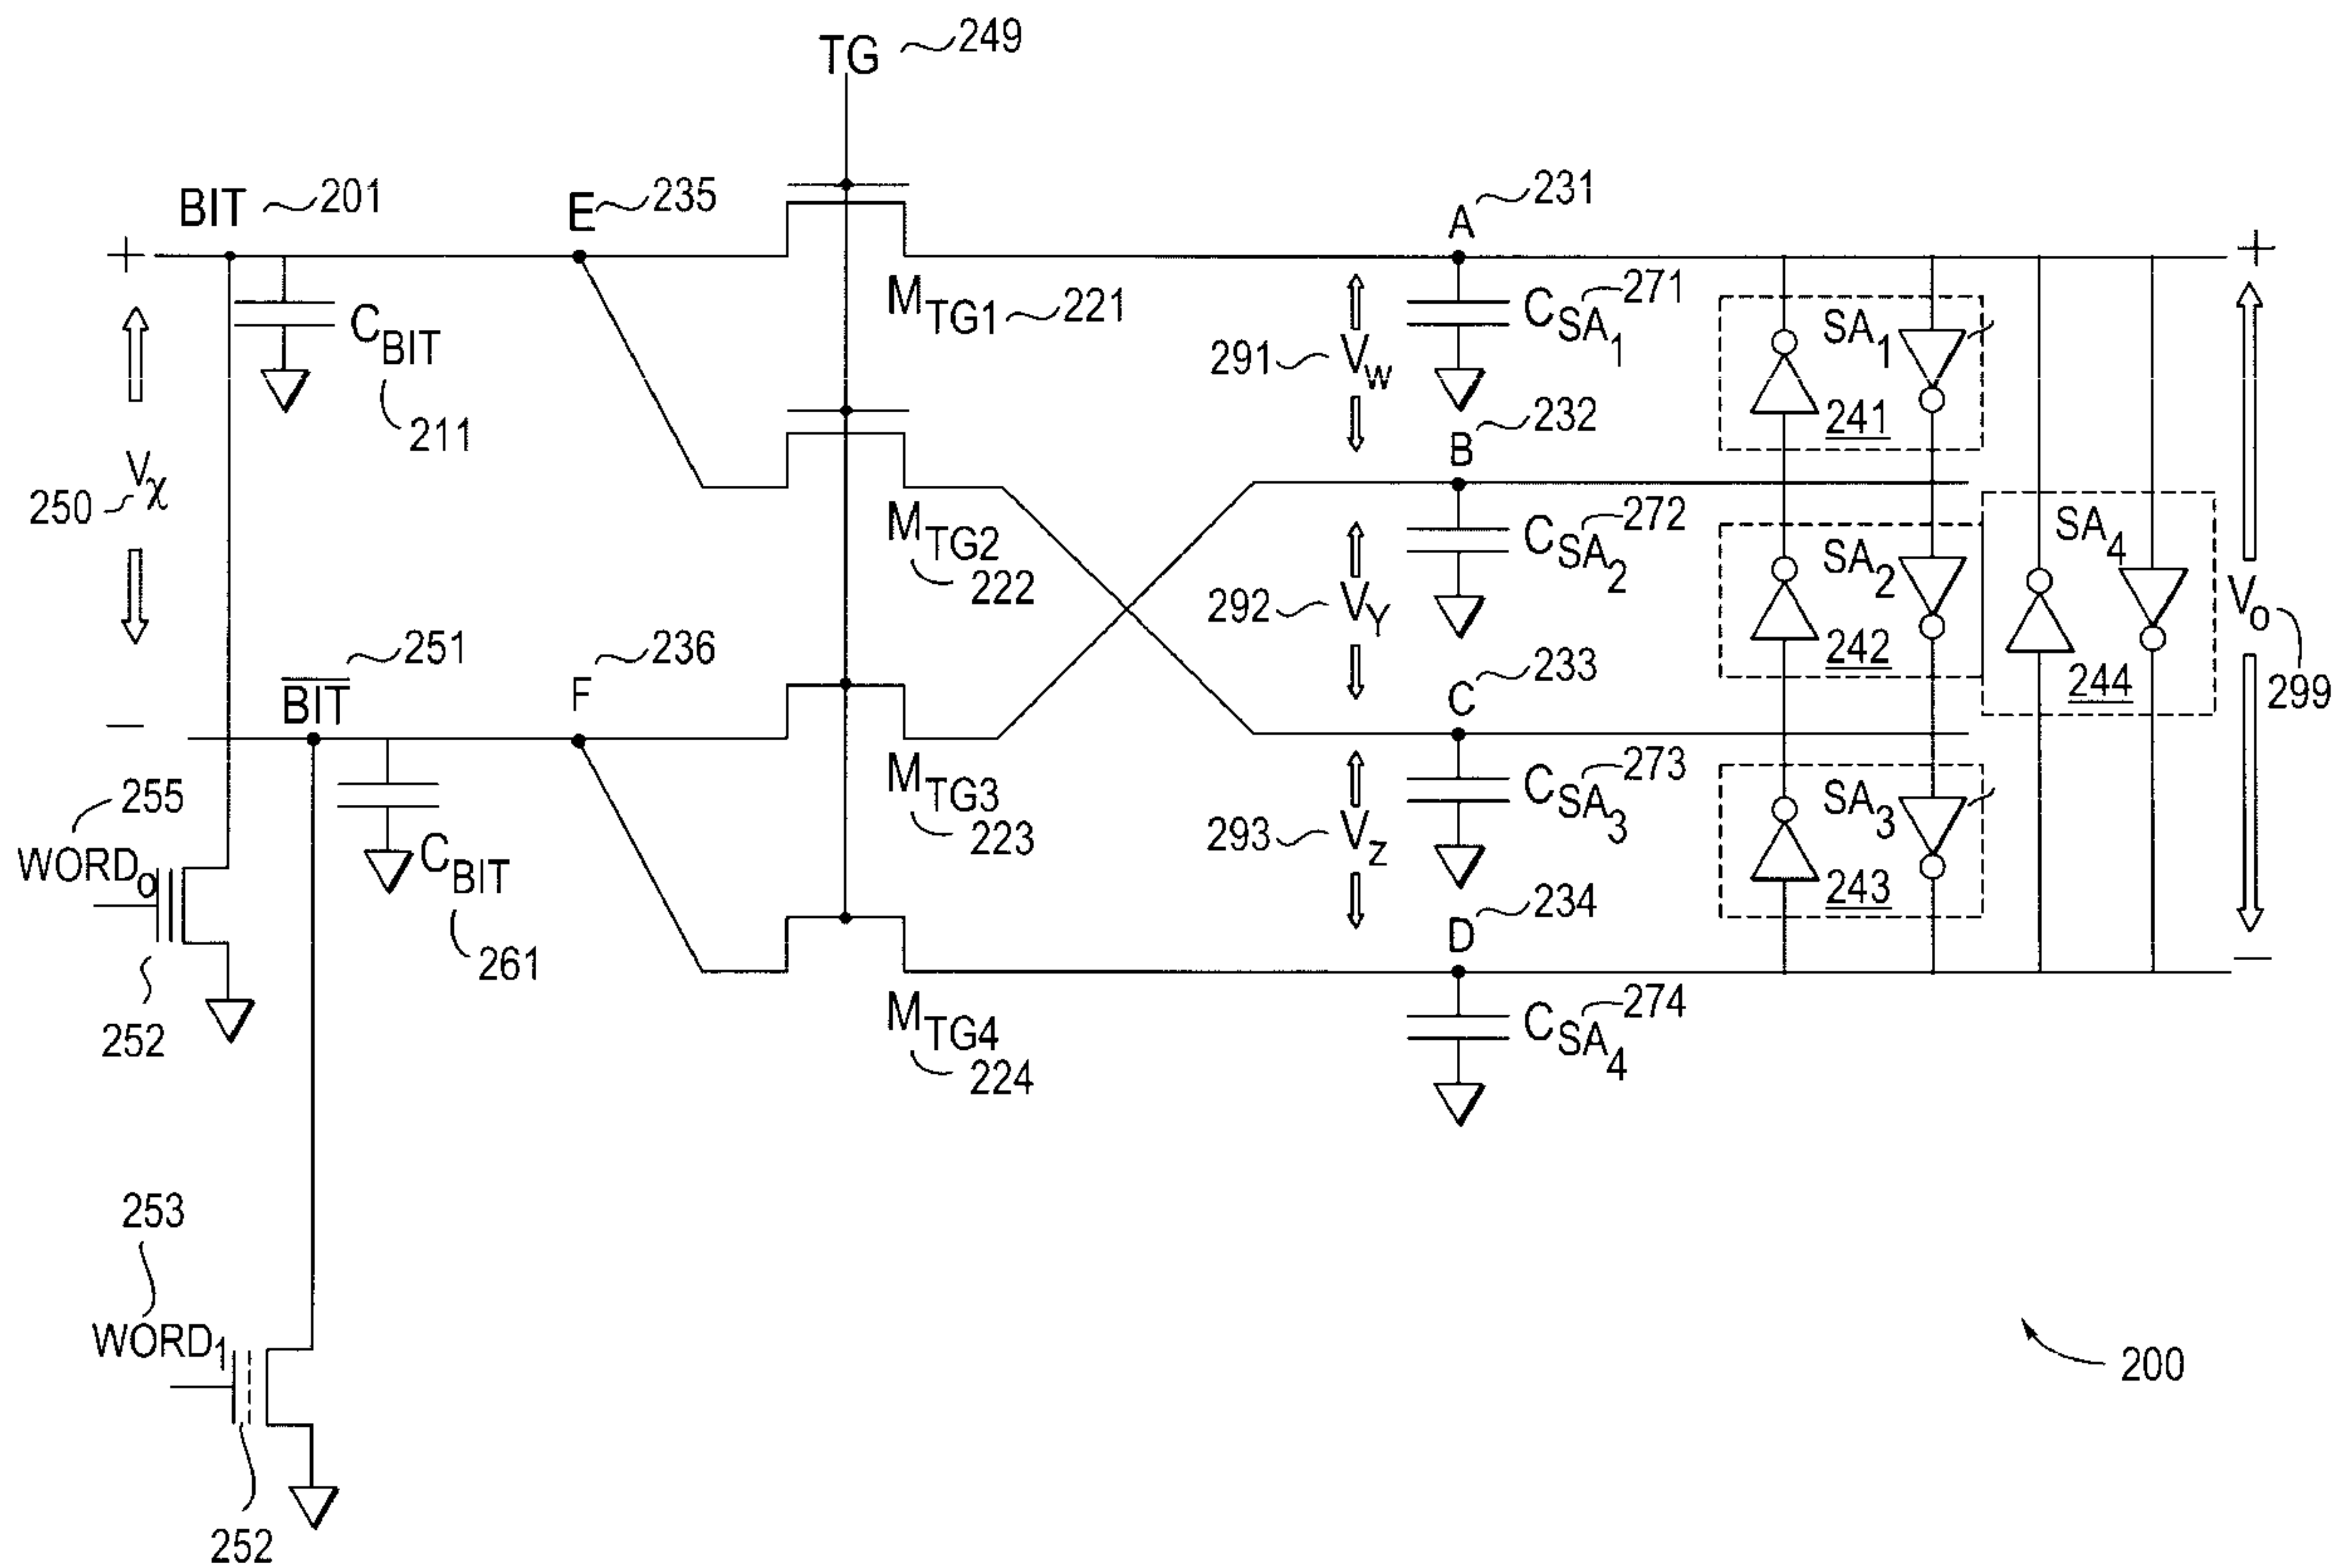 TG 249
BIT 201
E 235
A 231
+
+
M_TG1 221
C_BIT
211
291 V_W
C_SA1 271
SA_1
241
B 232
V_X
250
M_TG2
222
292 V_Y
C_SA2 272
SA_2
242
SA_4
244
V_O
299
BIT 251
F 236
C 233
−
255
WORD_0
252
C_BIT
261
M_TG3
223
293 V_Z
C_SA3 273
SA_3
243
D 234
−
M_TG4
224
C_SA4 274
253
WORD_1
252
200